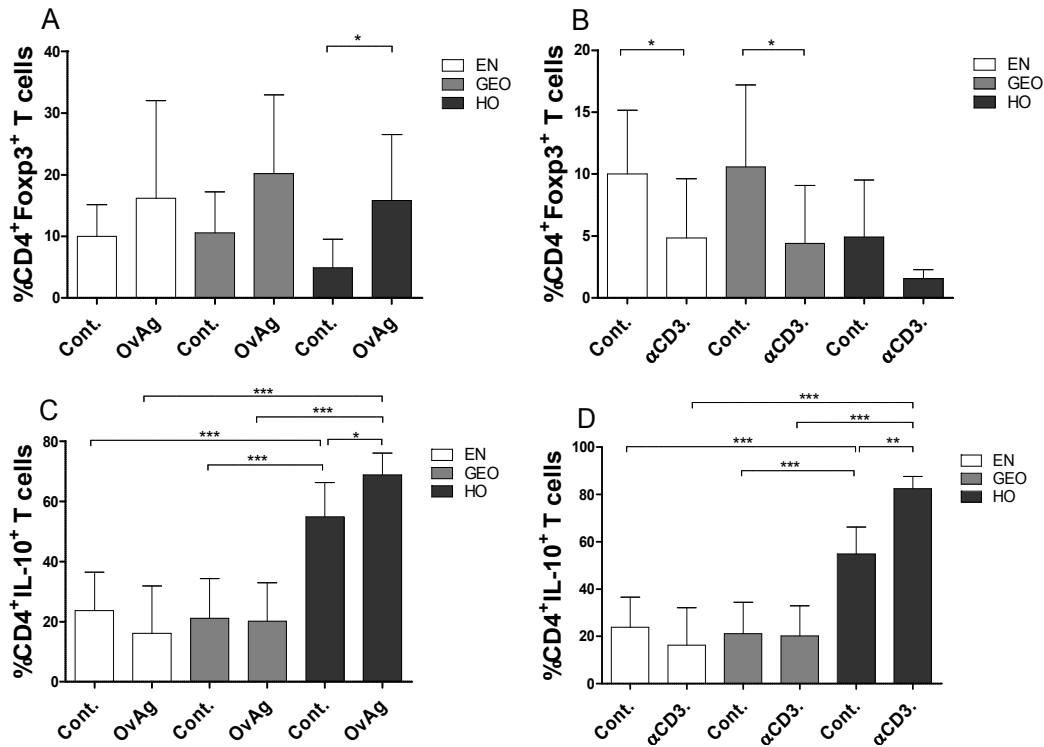 A
*
%CD4⁺Foxp3⁺ T cells
40
30
20
10
0
EN
GEO
HO
Cont.
OvAg
Cont.
OvAg
Cont.
OvAg
B
*
*
%CD4⁺Foxp3⁺ T cells
20
15
10
5
0
EN
GEO
HO
Cont.
αCD3.
Cont.
αCD3.
Cont.
αCD3.
C
***
***
***
*
***
%CD4⁺IL-10⁺ T cells
80
60
40
20
0
EN
GEO
HO
Cont.
OvAg
Cont.
OvAg
Cont.
OvAg
D
***
***
***
**
***
%CD4⁺IL-10⁺ T cells
100
80
60
40
20
0
EN
GEO
HO
Cont.
αCD3.
Cont.
αCD3.
Cont.
αCD3.